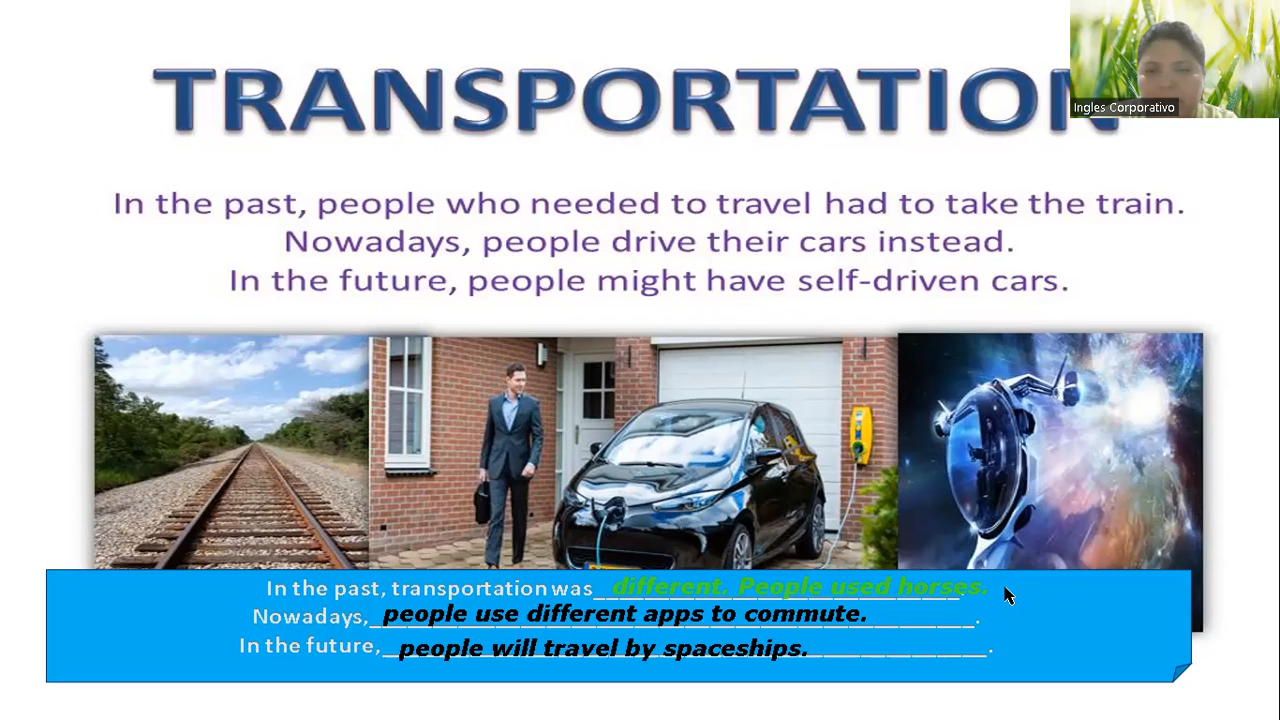 TRANSPORTATION
Ingles Corporativo
In the past, people who needed to travel had to take the train.
Nowadays, people drive their cars instead.
In the future, people might have self-driven cars.
In the past, transportation was different. People used horses.
Nowadays, people use different apps to commute. .
In the future, people will travel by spaceships. .